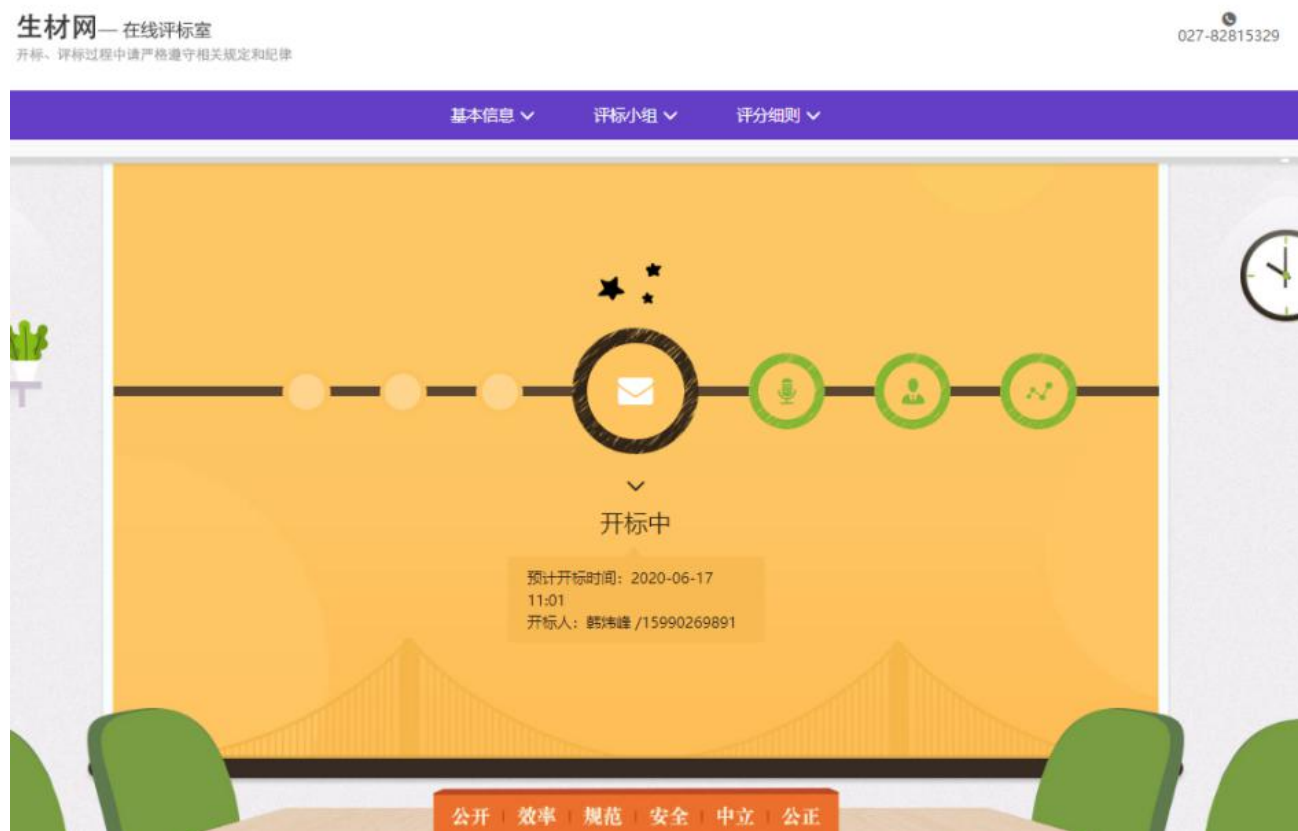 生材网— 在线评标室
开标、评标过程中请严格遵守相关规定和纪律
027-82815329
基本信息 评标小组 评分细则
开标中
预计开标时间：2020-06-17
11:01
开标人：韩炜峰 /15990269891
公开 效率 规范 安全 中立 公正